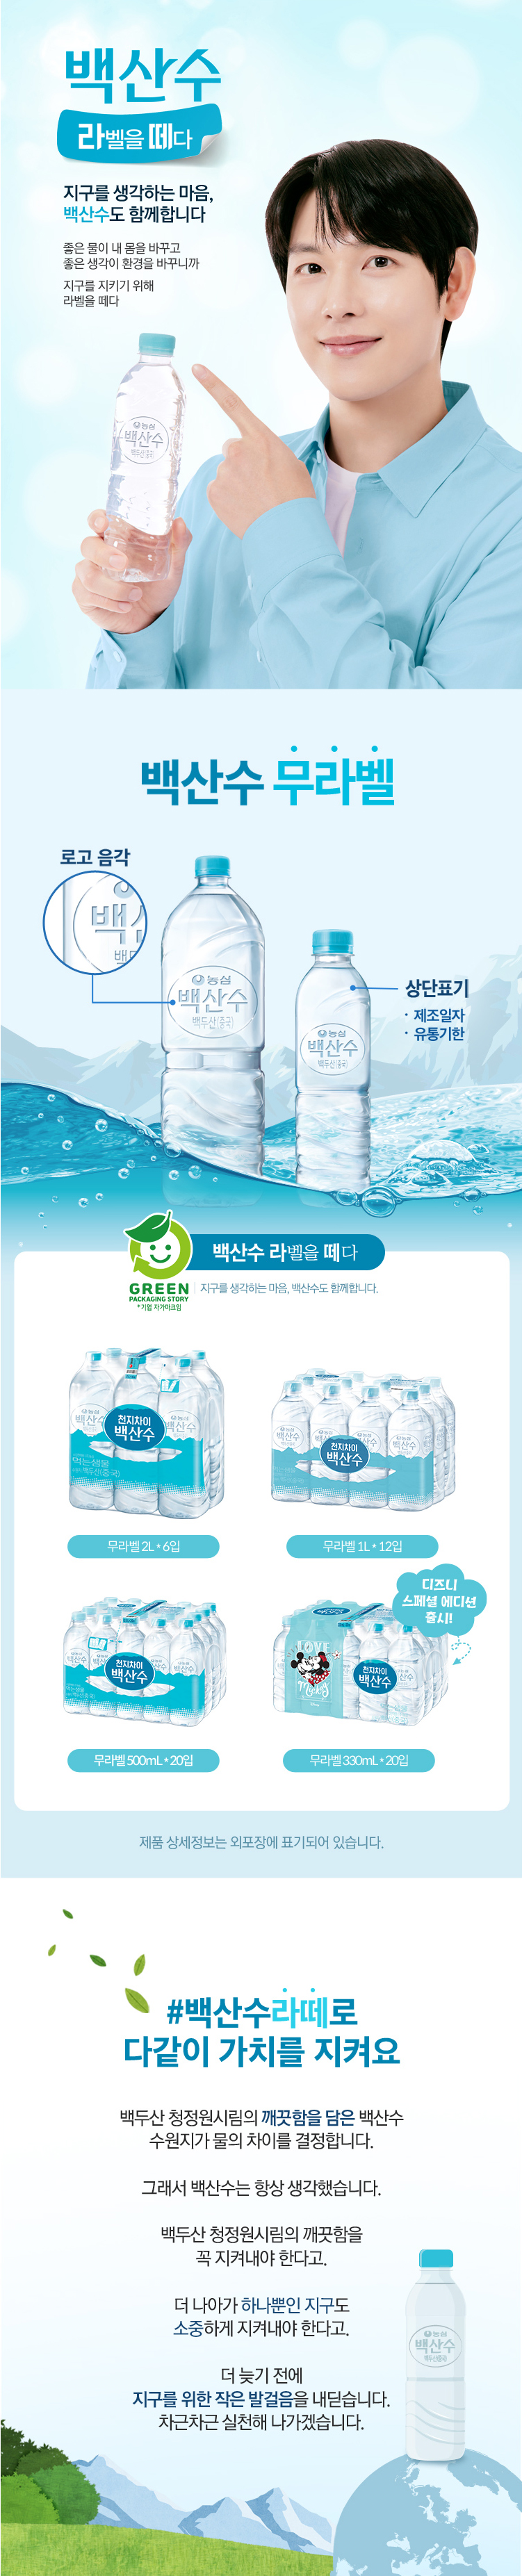 백산수
라벨을 떼다
지구를 생각하는 마음,
백산수도 함께합니다
좋은 물이 내 몸을 바꾸고
좋은 생각이 환경을 바꾸니까
지구를 지키기 위해
라벨을 떼다
농심
백산수
백두산(중국)
백산수 무라벨
로고 음각
농심
백산수
백두산(중국)
상단표기
· 제조일자
· 유통기한
농심
백산수
백두산(중국)
백산수 라벨을 떼다
GREEN
PACKAGING STORY
*기업 자가마크임
지구를 생각하는 마음, 백산수도 함께합니다.
천지차이
백산수
먹는샘물
백두산(중국)
천지차이
백산수
무라벨 2L * 6입
무라벨 1L * 12입
디즈니
스페셜 에디션
출시!
천지차이
백산수
LOVE
천지차이
백산수
무라벨 500mL * 20입
무라벨 330mL * 20입
제품 상세정보는 외포장에 표기되어 있습니다.
#백산수라떼로
다같이 가치를 지켜요
백두산 청정원시림의 깨끗함을 담은 백산수
수원지가 물의 차이를 결정합니다.
그래서 백산수는 항상 생각했습니다.
백두산 청정원시림의 깨끗함을
꼭 지켜내야 한다고.
더 나아가 하나뿐인 지구도
소중하게 지켜내야 한다고.
더 늦기 전에
지구를 위한 작은 발걸음을 내딛습니다.
차근차근 실천해 나가겠습니다.
농심
백산수
백두산(중국)